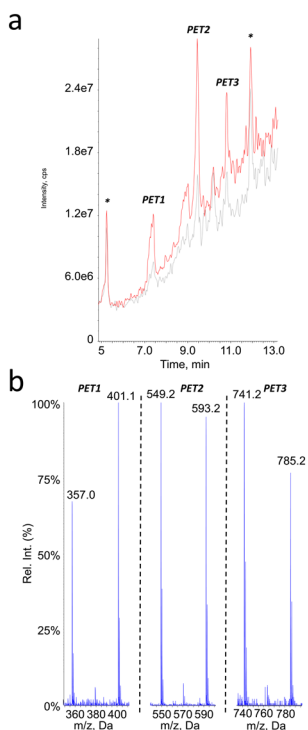 a
PET2
*
PET3
*
PET1
Intensity, cps
2.4e7
1.8e7
1.2e7
6.0e6
0
5 7.0 9.0 11.0 13.0
Time, min
b
PET1 PET2 PET3
401.1 549.2 593.2 741.2 785.2
357.0
Rel. Int. (%)
100%
75%
50%
25%
0%
360 380 400 550 570 590 740 760 780
m/z, Da m/z, Da m/z, Da